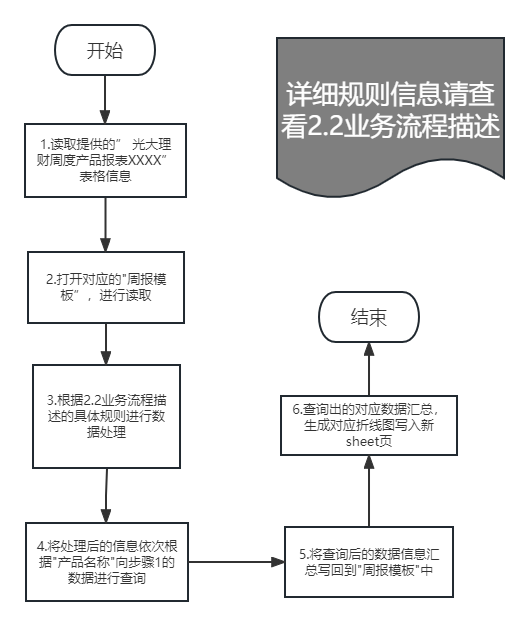 开始
详细规则信息请查
看2.2业务流程描述
1.读取提供的” 光大理
财周度产品报表XXXX”
表格信息
2.打开对应的"周报模
板”，进行读取
3.根据2.2业务流程描
述的具体规则进行数
据处理
4.将处理后的信息依次根
据"产品名称"向步骤1的
数据进行查询
5.将查询后的数据信息汇
总写回到"周报模板"中
6.查询出的对应数据汇总，
生成对应折线图写入新
sheet页
结束